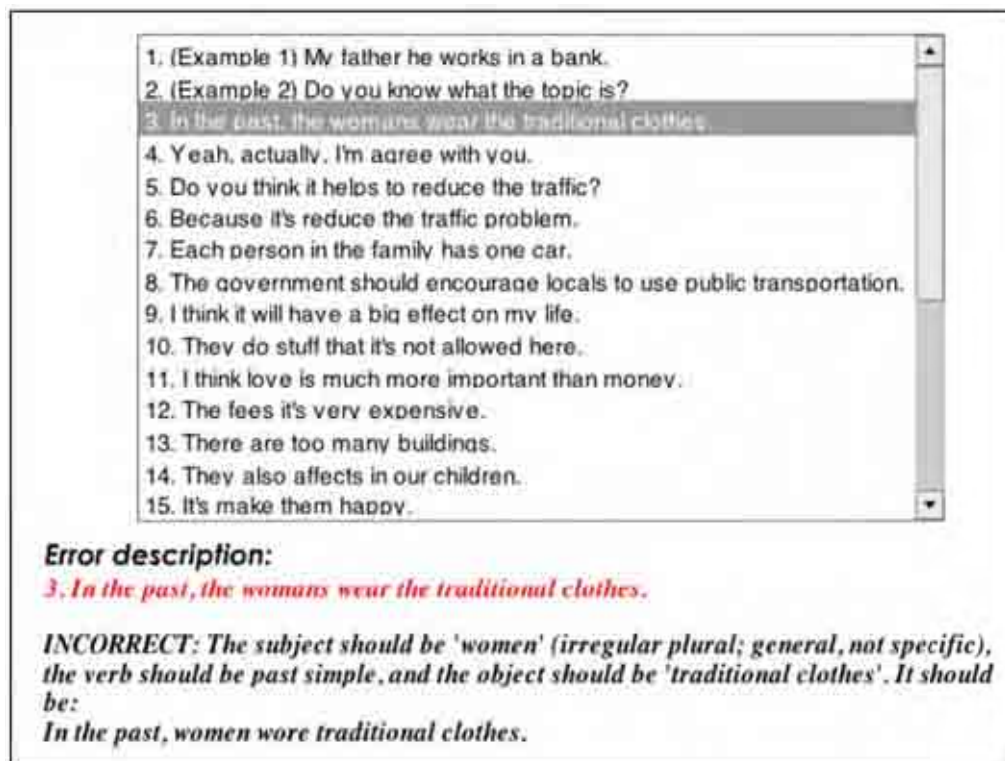 1. (Example 1) My father he works in a bank.
2. (Example 2) Do you know what the topic is?
3. In the past, the womans wear the traditional clothes.
4. Yeah, actually, I'm agree with you.
5. Do you think it helps to reduce the traffic?
6. Because it's reduce the traffic problem.
7. Each person in the family has one car.
8. The government should encourage locals to use public transportation.
9. I think it will have a big effect on my life.
10. They do stuff that it's not allowed here.
11. I think love is much more important than money.
12. The fees it's very expensive.
13. There are too many buildings.
14. They also affects in our children.
15. It's make them happy.
Error description:
3. In the past, the womans wear the traditional clothes.
INCORRECT: The subject should be 'women' (irregular plural; general, not specific),
the verb should be past simple, and the object should be 'traditional clothes'. It should
be:
In the past, women wore traditional clothes.